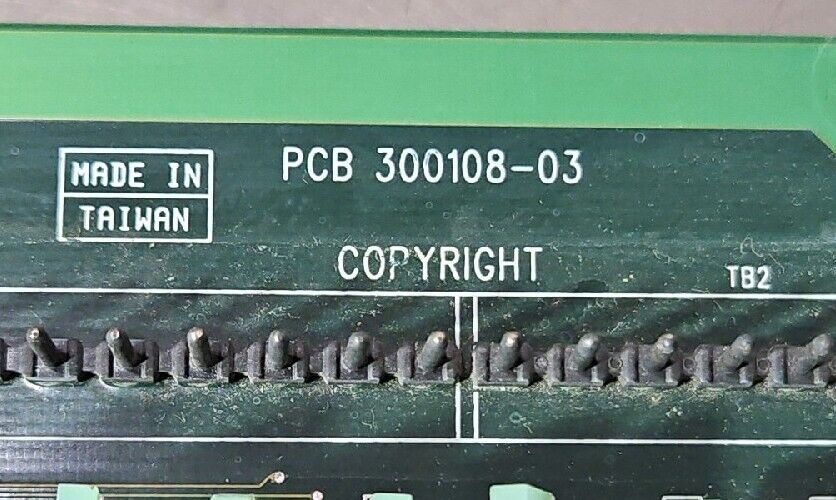 MADE IN
TAIWAN
PCB 300108-03
COPYRIGHT
TB2